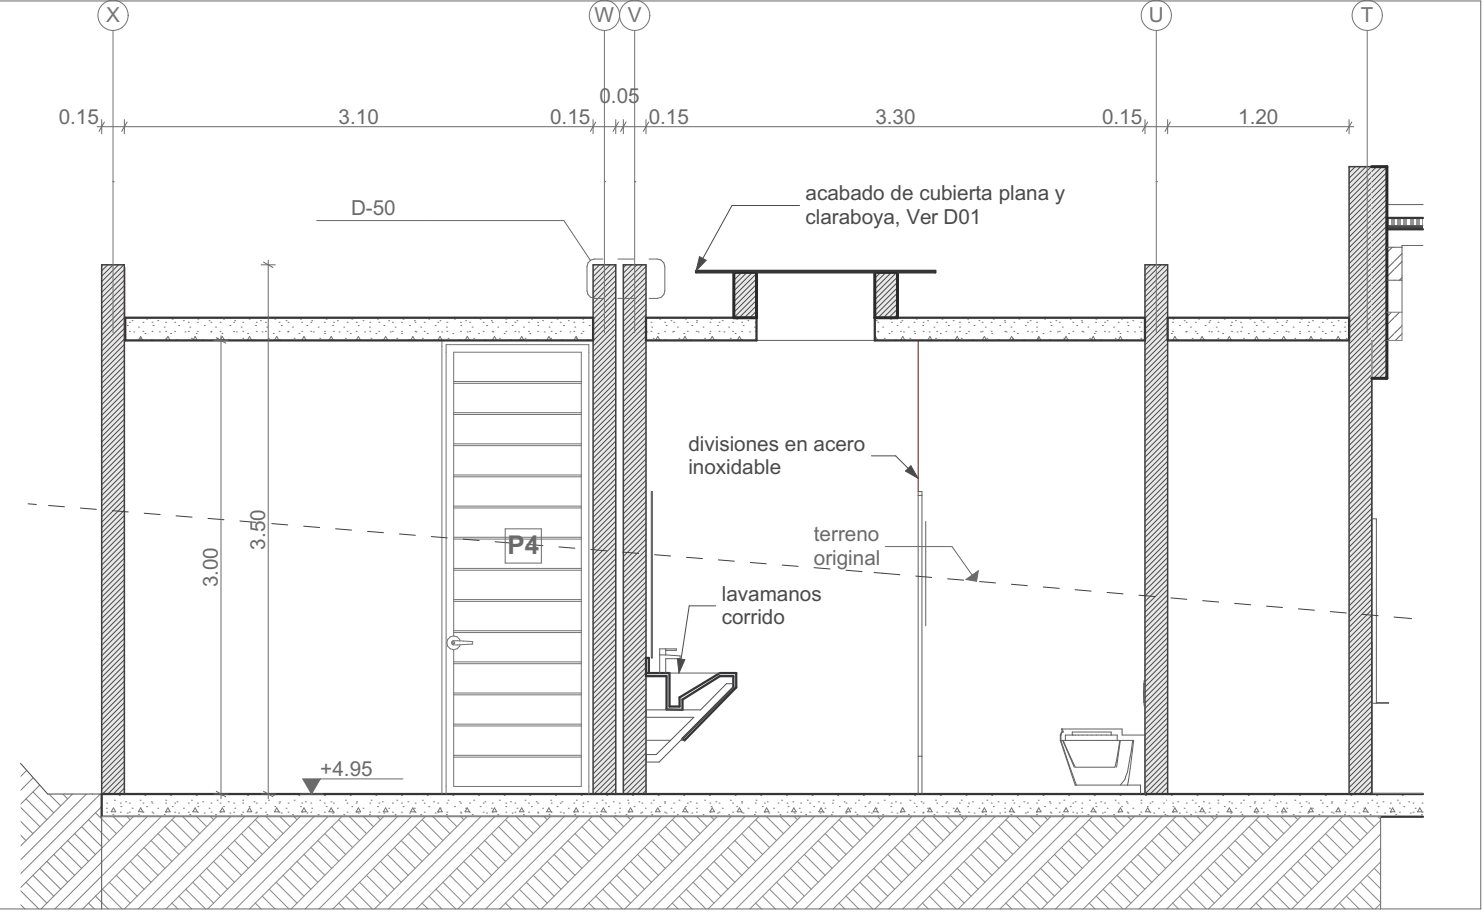 X
W
V
U
T
0.05
0.15
3.10
0.15
0.15
3.30
0.15
1.20
acabado de cubierta plana y
claraboya, Ver D01
D-50
divisiones en acero
inoxidable
3.50
P4
terreno
original
3.00
lavamanos
corrido
+4.95